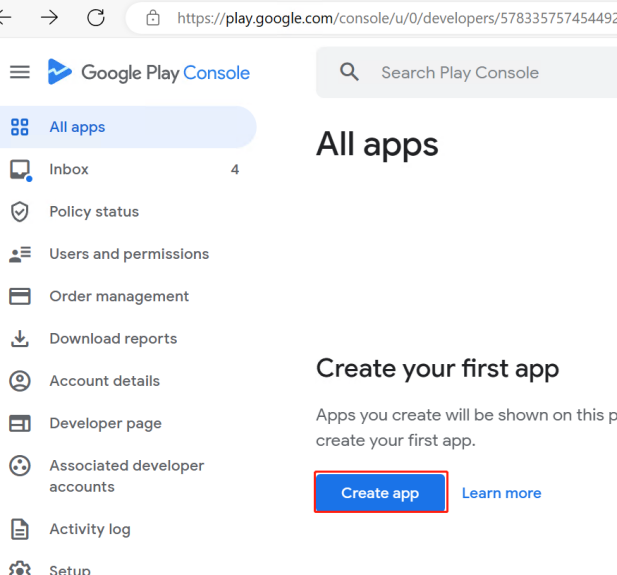 https://play.google.com/console/u/0/developers/578335757454492
Google Play Console
Search Play Console
All apps
Inbox 4
Policy status
Users and permissions
Order management
Download reports
Account details
Developer page
Associated developer
accounts
Activity log
Setup
All apps
Create your first app
Apps you create will be shown on this p
create your first app.
Create app Learn more